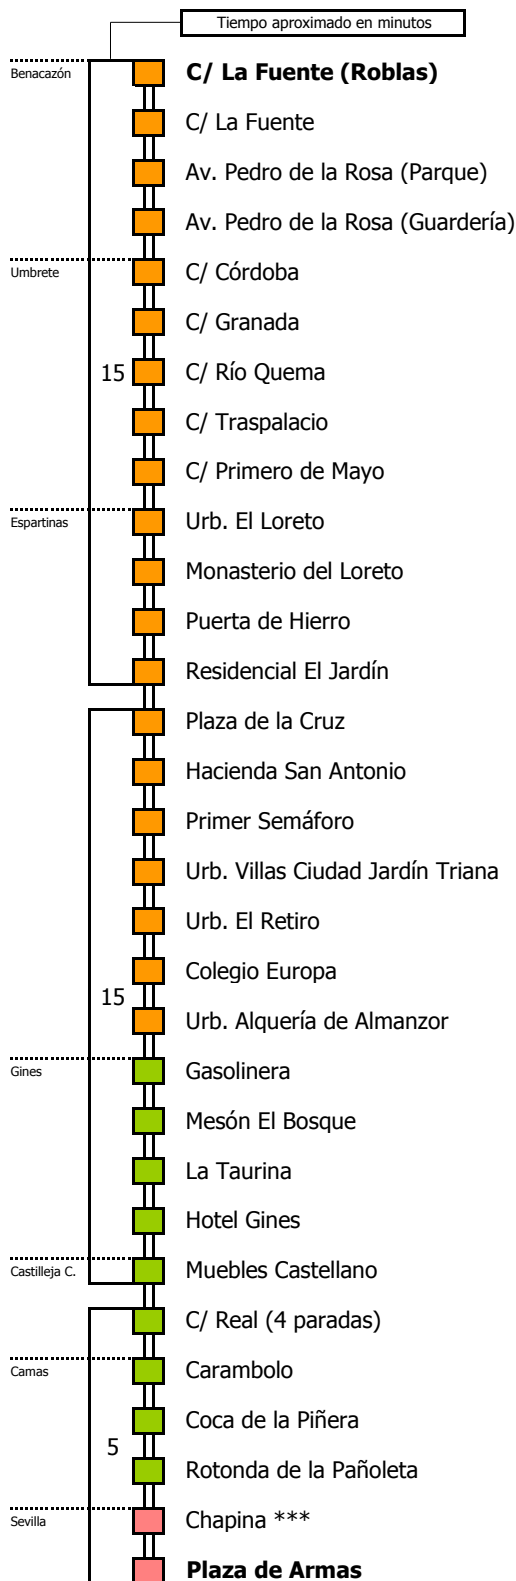 Tiempo aproximado en minutos
Benacazón
C/ La Fuente (Roblas)
C/ La Fuente
Av. Pedro de la Rosa (Parque)
Av. Pedro de la Rosa (Guardería)
Umbrete
C/ Córdoba
C/ Granada
15
C/ Río Quema
C/ Traspalacio
C/ Primero de Mayo
Espartinas
Urb. El Loreto
Monasterio del Loreto
Puerta de Hierro
Residencial El Jardín
Plaza de la Cruz
Hacienda San Antonio
Primer Semáforo
Urb. Villas Ciudad Jardín Triana
Urb. El Retiro
Colegio Europa
15
Urb. Alquería de Almanzor
Gines
Gasolinera
Mesón El Bosque
La Taurina
Hotel Gines
Castilleja C.
Muebles Castellano
C/ Real (4 paradas)
Camas
Carambolo
Coca de la Piñera
5
Rotonda de la Pañoleta
Sevilla
Chapina ***
Plaza de Armas